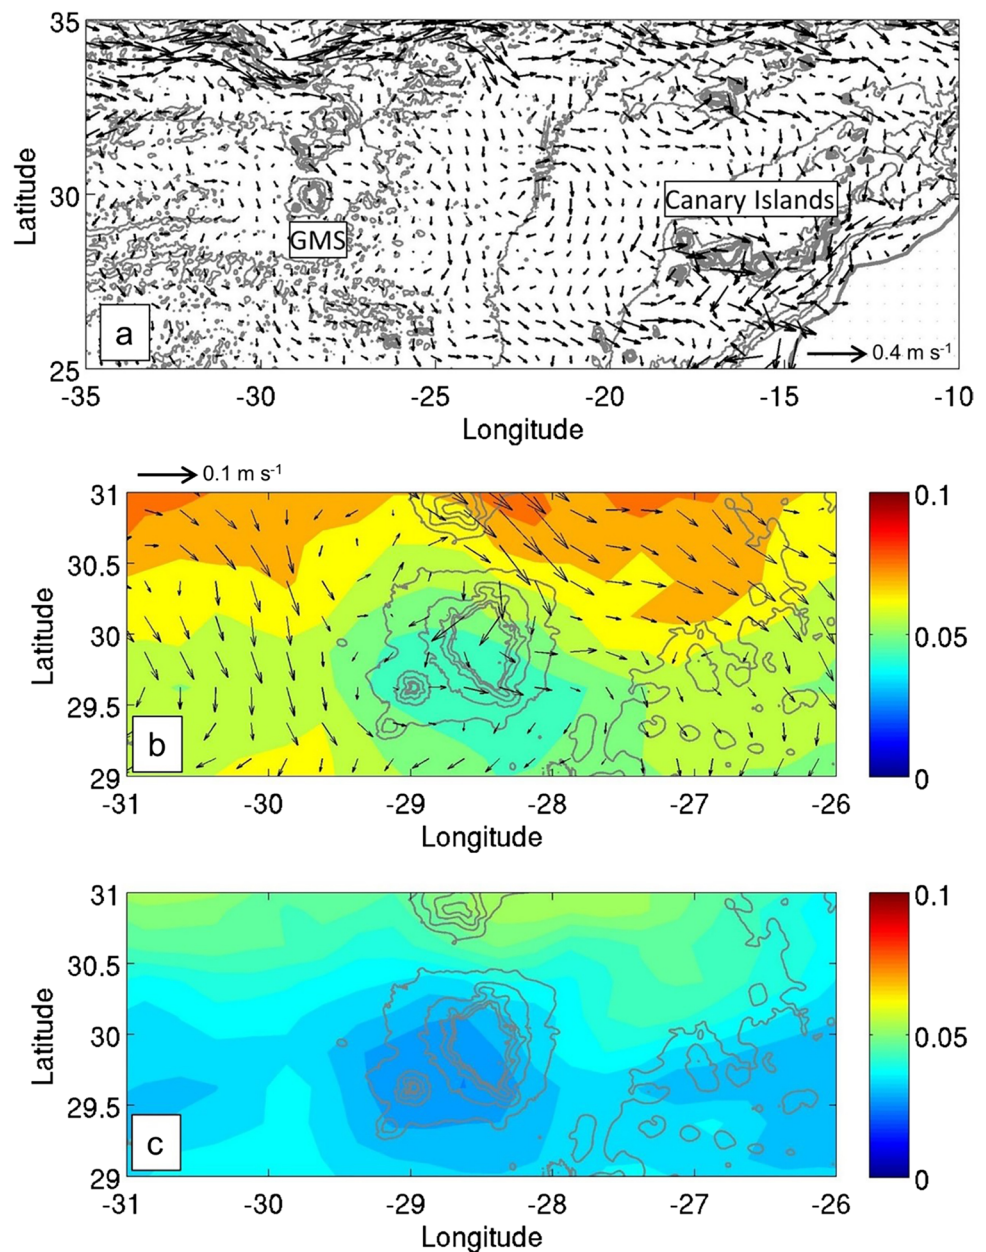 35
30
25
Latitude
GMS
Canary Islands
a
0.4 m s⁻¹
-35 -30 -25 -20 -15 -10
Longitude
0.1 m s⁻¹
31
30.5
30
29.5
29
Latitude
b
-31 -30 -29 -28 -27 -26
Longitude
0.1
0.05
0
31
30.5
30
29.5
29
Latitude
c
-31 -30 -29 -28 -27 -26
Longitude
0.1
0.05
0